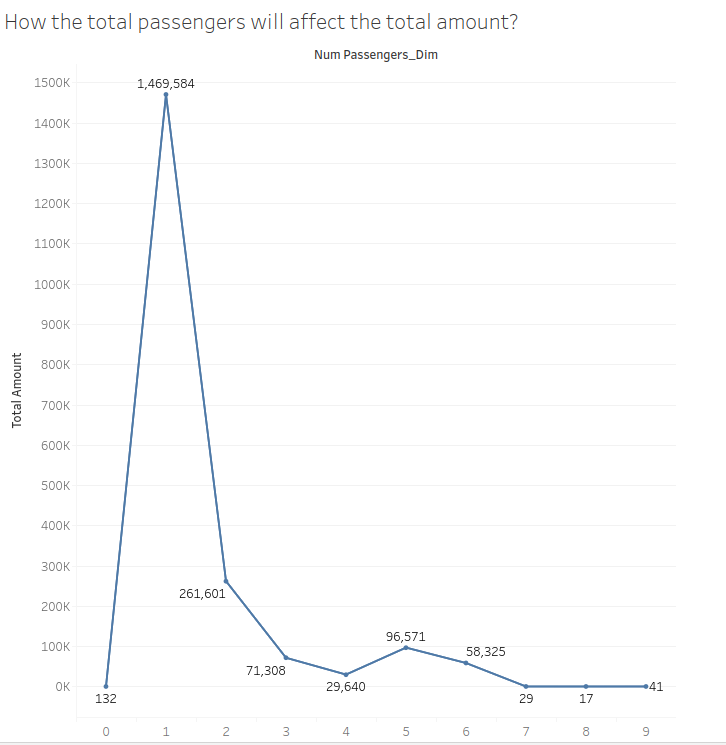 How the total passengers will affect the total amount?
Num Passengers_Dim
1500K
1,469,584
1400K
1300K
1200K
1100K
1000K
900K
800K
700K
600K
500K
400K
300K
261,601
200K
96,571
100K
58,325
71,308
29,640
0K
41
132
29
17
Total Amount
0 1 2 3 4 5 6 7 8 9